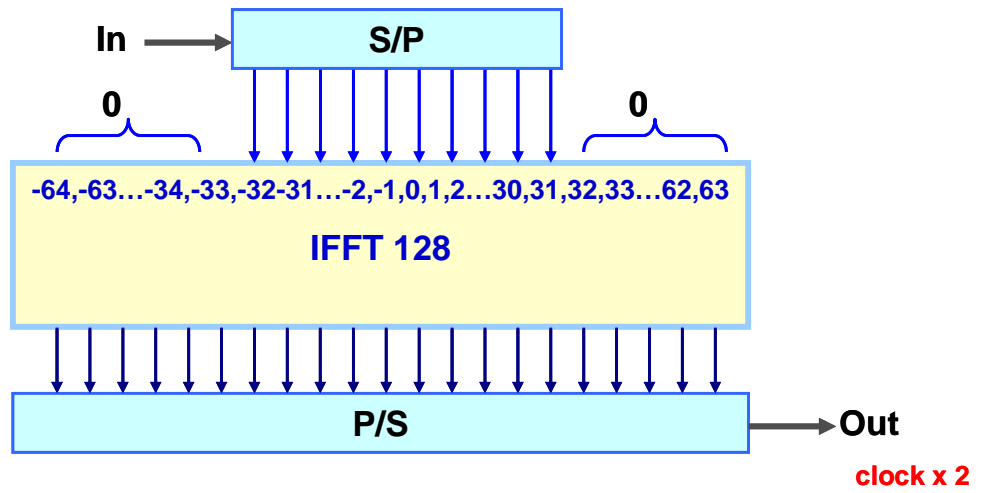 In
S/P
0
0
-64,-63...-34,-33,-32-31...-2,-1,0,1,2...30,31,32,33...62,63
IFFT 128
P/S
Out
clock x 2